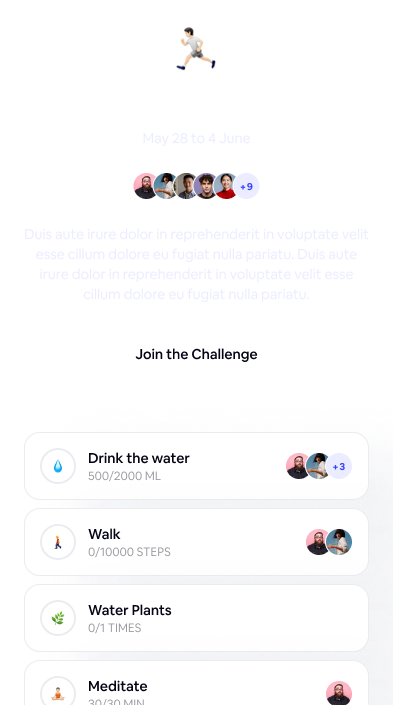 May 28 to 4 June
+9
Duis aute irure dolor in reprehenderit in voluptate velit
esse cillum dolore eu fugiat nulla pariatu. Duis aute
irure dolor in reprehenderit in voluptate velit esse
cillum dolore eu fugiat nulla pariatu.
Join the Challenge
Drink the water
500/2000 ML
+3
Walk
0/10000 STEPS
Water Plants
0/1 TIMES
Meditate
30/30 MIN